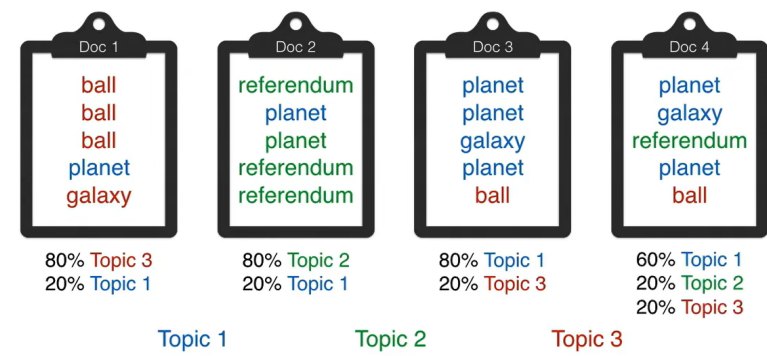 Doc 1
ball
ball
ball
planet
galaxy
80% Topic 3
20% Topic 1
Doc 2
referendum
planet
planet
referendum
referendum
80% Topic 2
20% Topic 1
Doc 3
planet
planet
galaxy
planet
ball
80% Topic 1
20% Topic 3
Doc 4
planet
galaxy
referendum
planet
ball
60% Topic 1
20% Topic 2
20% Topic 3
Topic 1 Topic 2 Topic 3